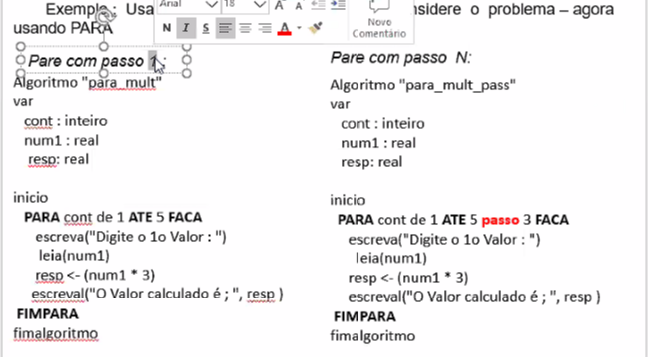 Exemplo: Usa
nsidere o problema – agora
usando PARA
Arial 18
N I S A
Novo
Comentário
Pare com passo 1:
Algoritmo "para_mult"
var
cont : inteiro
num1 : real
resp: real
inicio
PARA cont de 1 ATE 5 FACA
escreva("Digite o 1o Valor : ")
leia(num1)
resp <- (num1 * 3)
escreval("O Valor calculado é ; ", resp )
FIMPARA
fimalgoritmo
Pare com passo N:
Algoritmo "para_mult_pass"
var
cont : inteiro
num1 : real
resp: real
inicio
PARA cont de 1 ATE 5 passo 3 FACA
escreva("Digite o 1o Valor : ")
leia(num1)
resp <- (num1 * 3)
escreval("O Valor calculado é ; ", resp )
FIMPARA
fimalgoritmo